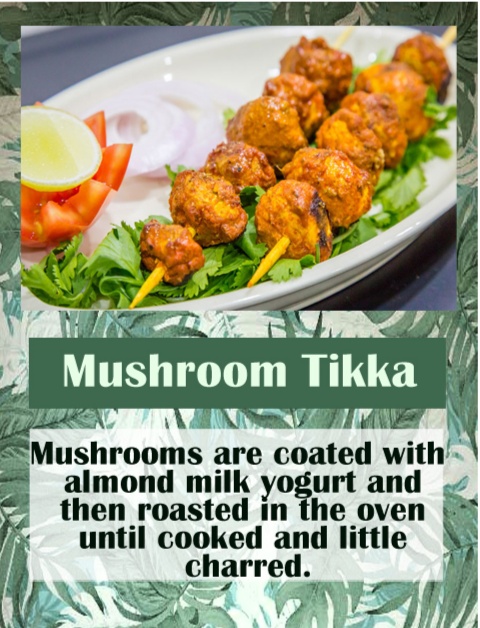 Mushroom Tikka
Mushrooms are coated with
almond milk yogurt and
then roasted in the oven
until cooked and little
charred.